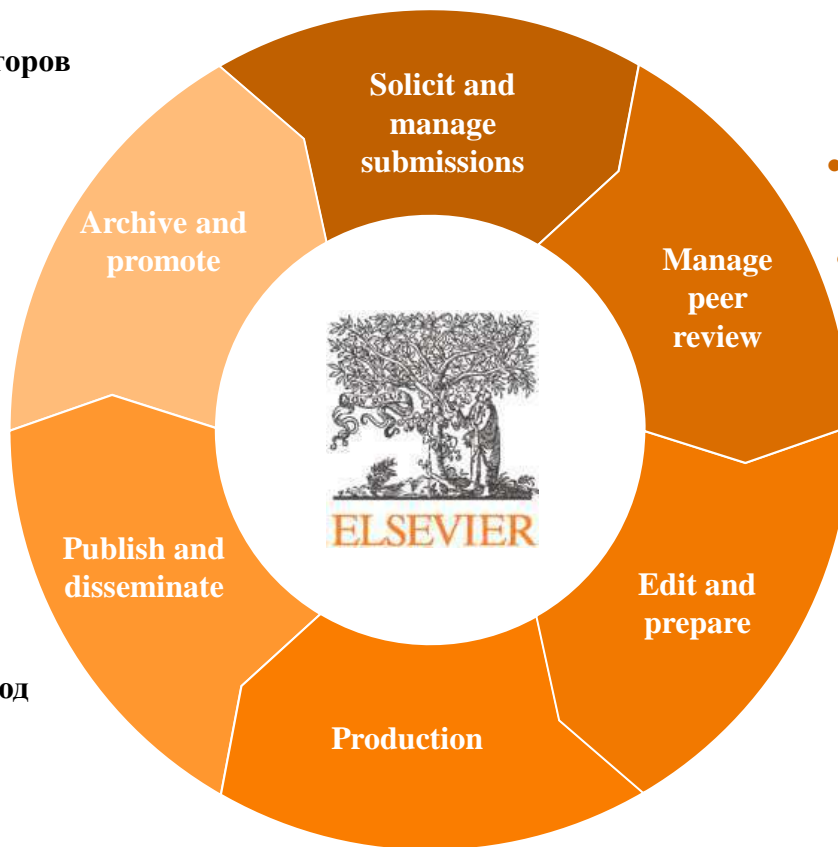 торов
Solicit and
manage
submissions
Archive and
promote
Manage
peer
review
ELSEVIER
Publish and
disseminate
Edit and
prepare
од
Production